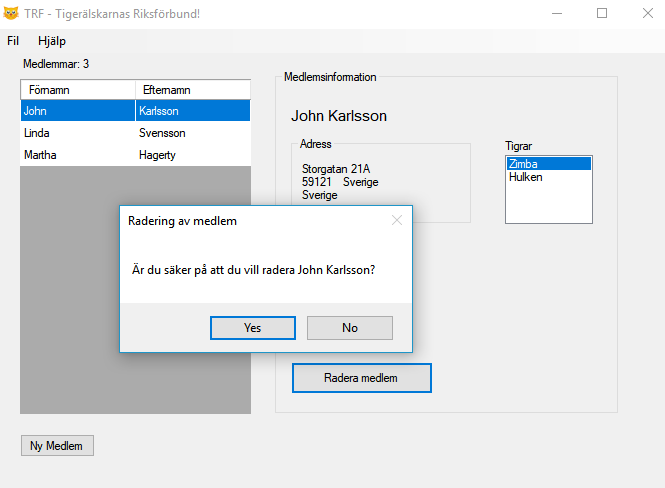 TRF - Tigerälskarnas Riksförbund!
Fil Hjälp
Medlemmar: 3
Förnamn Efternamn
John Karlsson
Linda Svensson
Martha Hagerty
Medlemsinformation
John Karlsson
Adress
Storgatan 21A
59121 Sverige
Sverige
Tigrar
Zimba
Hulken
Radering av medlem
Är du säker på att du vill radera John Karlsson?
Yes No
Radera medlem
Ny Medlem